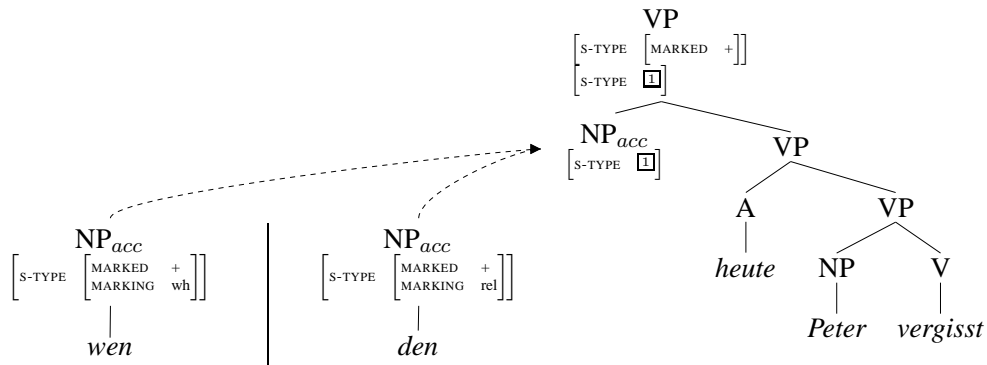 VP
[S-TYPE [MARKED +]]
[S-TYPE 1]
NPacc VP
[S-TYPE 1]
A VP
NPacc NPacc
[S-TYPE [MARKED + MARKING wh]] [S-TYPE [MARKED + MARKING rel]]
heute NP V
wen den Peter vergisst